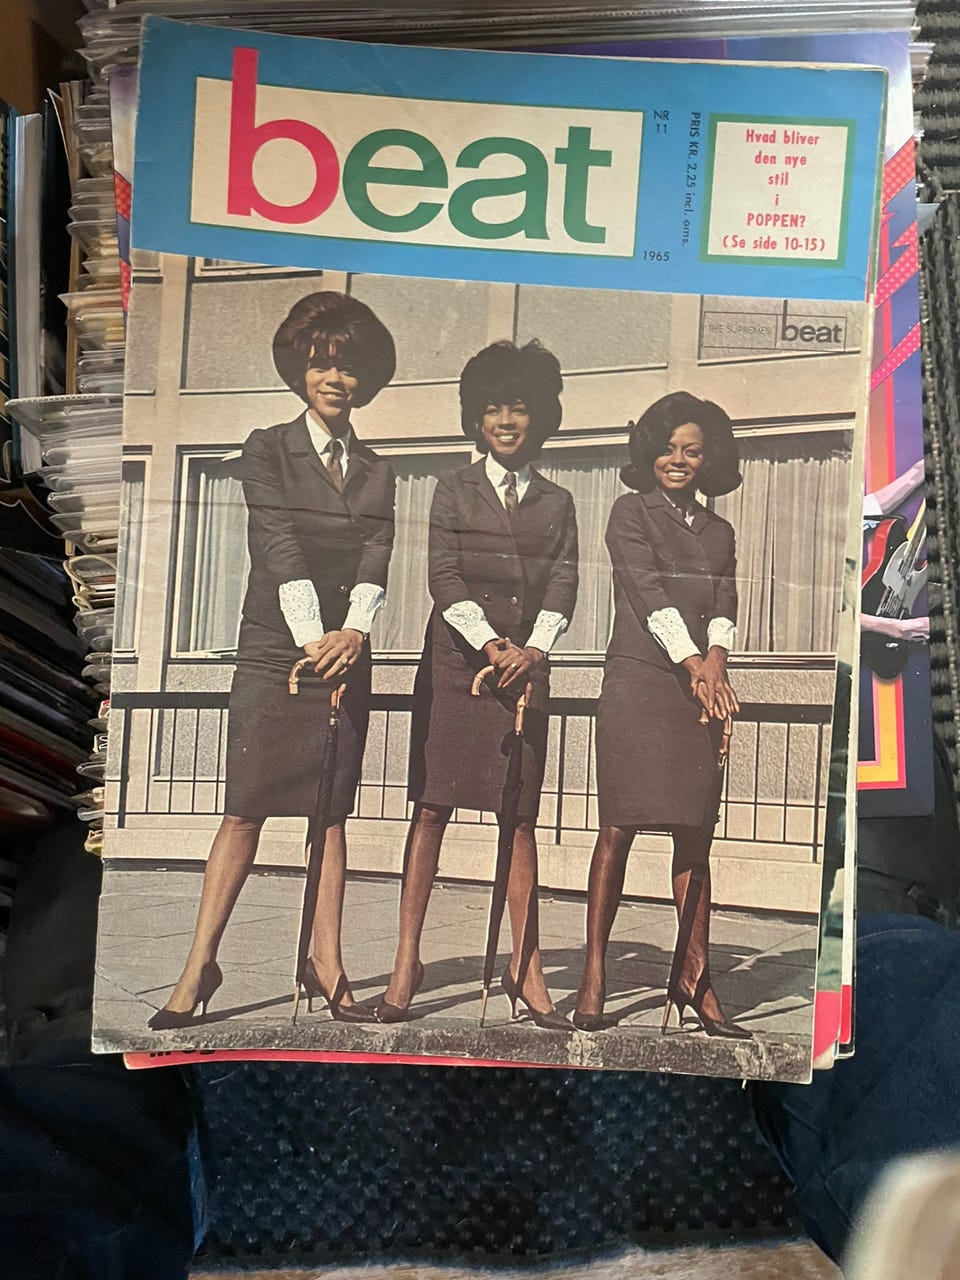 beat
NR
11
PRIS KR. 2,25 incl. oms.
1965
Hvad bliver
den nye
stil
i
POPPEN?
(Se side 10-15)
THE SUPREMES beat